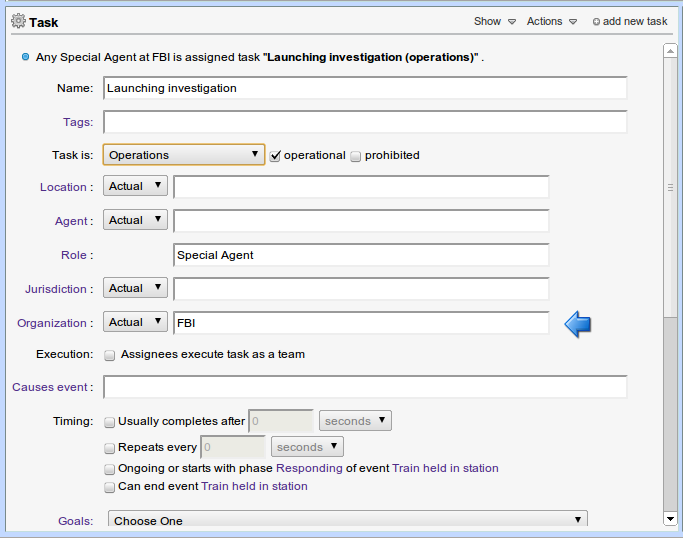 Task Show Actions add new task
Any Special Agent at FBI is assigned task "Launching investigation (operations)" .
Name: Launching investigation
Tags:
Task is: Operations operational prohibited
Location : Actual
Agent : Actual
Role : Special Agent
Jurisdiction : Actual
Organization : Actual FBI
Execution: Assignees execute task as a team
Causes event :
Timing: Usually completes after 0 seconds
Repeats every 0 seconds
Ongoing or starts with phase Responding of event Train held in station
Can end event Train held in station
Goals: Choose One